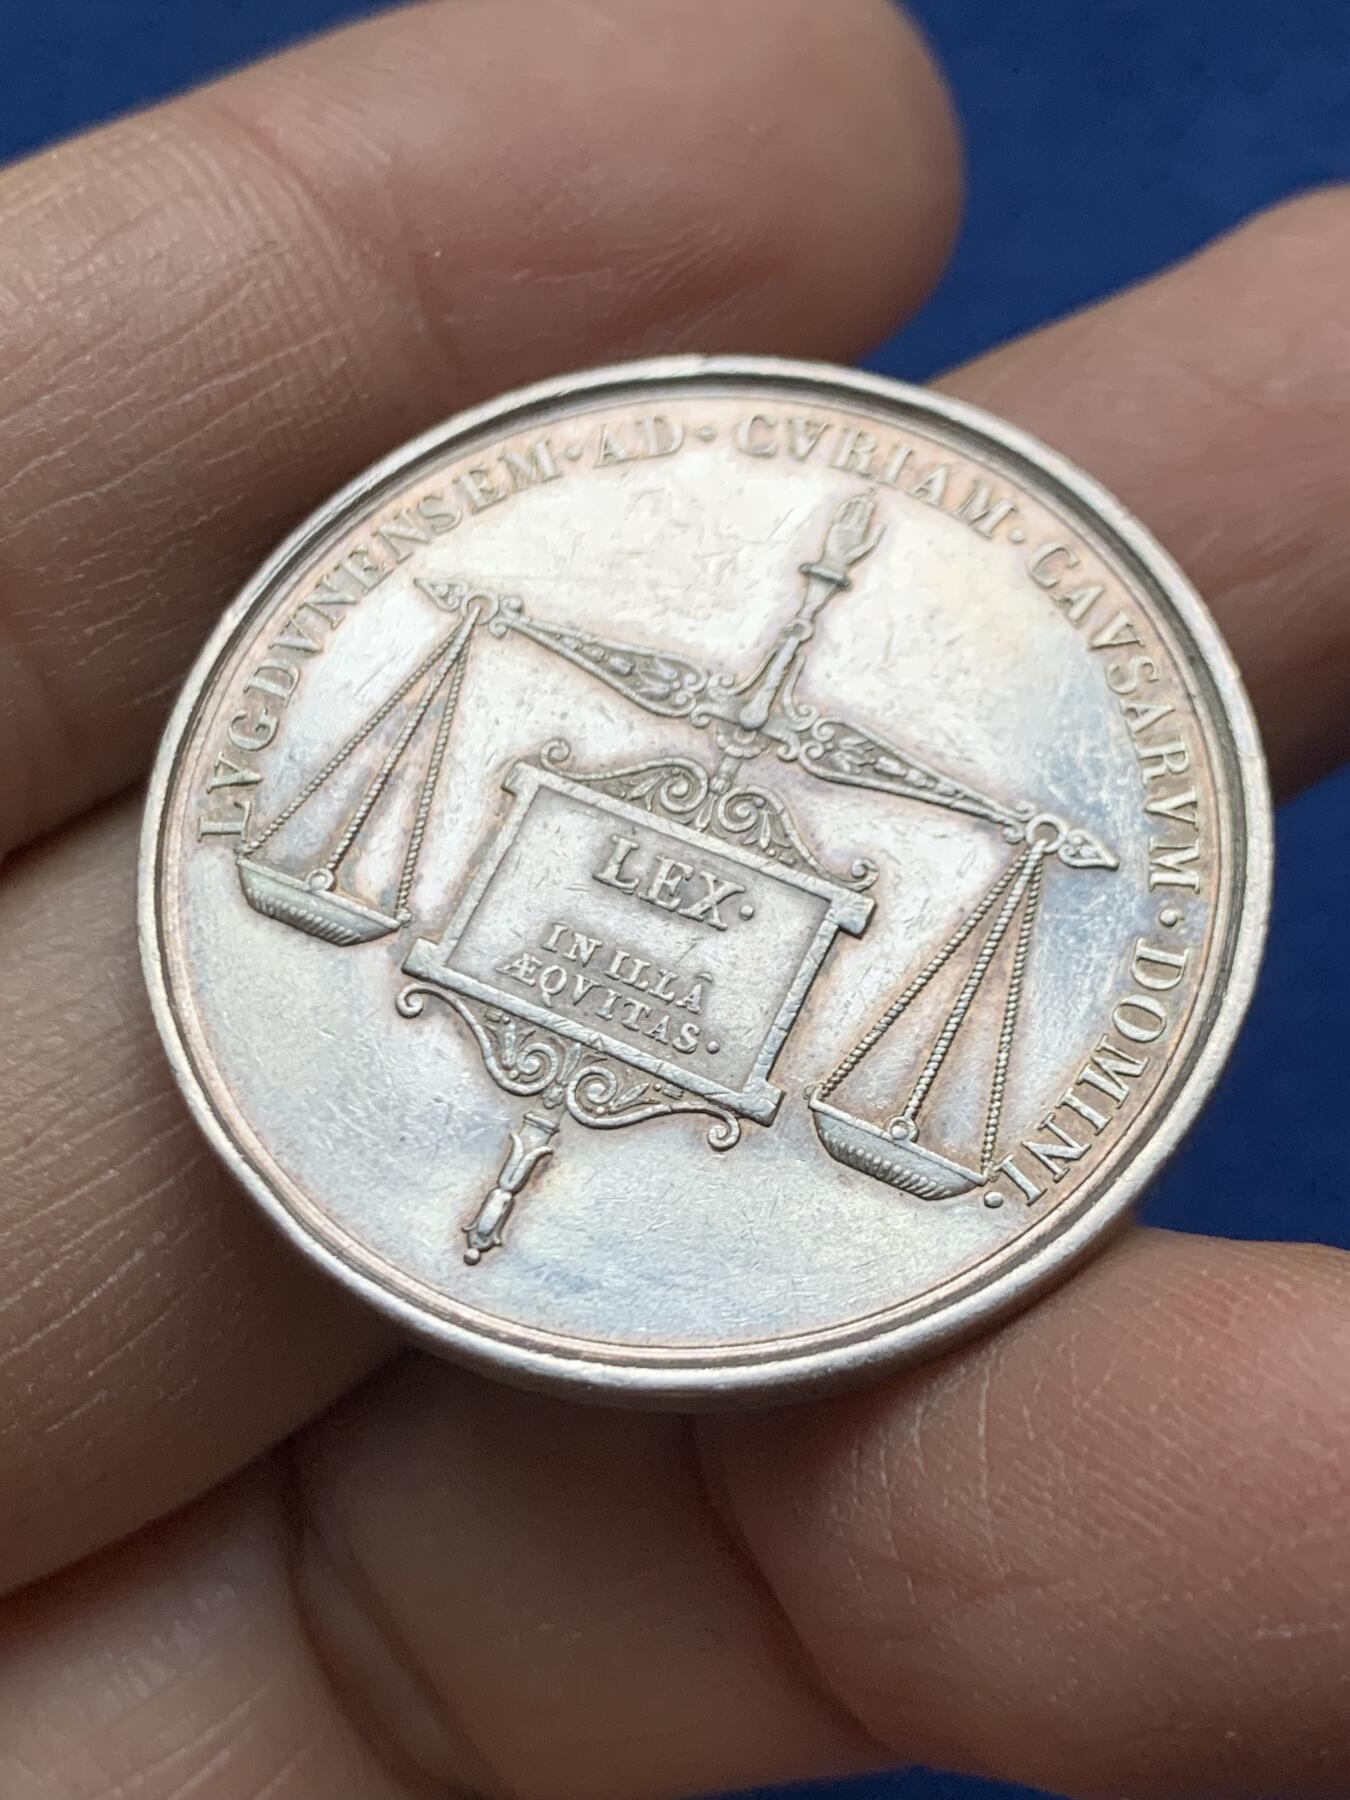 LVGDVNENSEM·AD·CVRIAM·CAVSARVM·DOMINI·
LEX·
IN ILLÂ
ÆQVITAS·